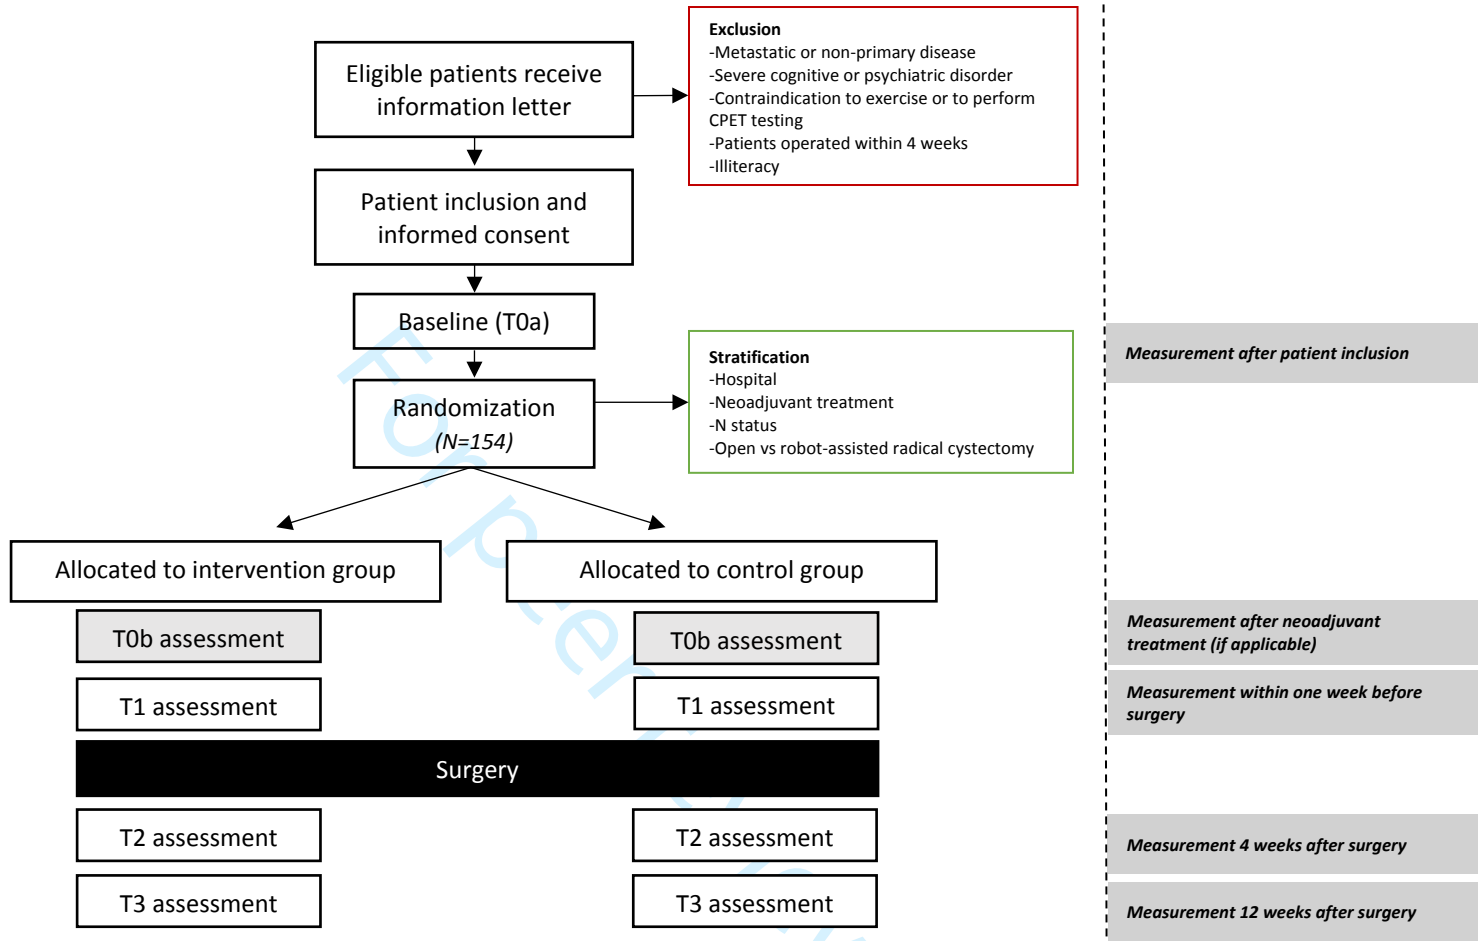 Eligible patients receive
information letter
Exclusion
-Metastatic or non-primary disease
-Severe cognitive or psychiatric disorder
-Contraindication to exercise or to perform
CPET testing
-Patients operated within 4 weeks
-Illiteracy
Patient inclusion and
informed consent
Baseline (T0a)
Measurement after patient inclusion
Randomization
(N=154)
Stratification
-Hospital
-Neoadjuvant treatment
-N status
-Open vs robot-assisted radical cystectomy
Allocated to intervention group
Allocated to control group
T0b assessment
T0b assessment
Measurement after neoadjuvant
treatment (if applicable)
T1 assessment
T1 assessment
Measurement within one week before
surgery
Surgery
T2 assessment
T2 assessment
Measurement 4 weeks after surgery
T3 assessment
T3 assessment
Measurement 12 weeks after surgery
For peer